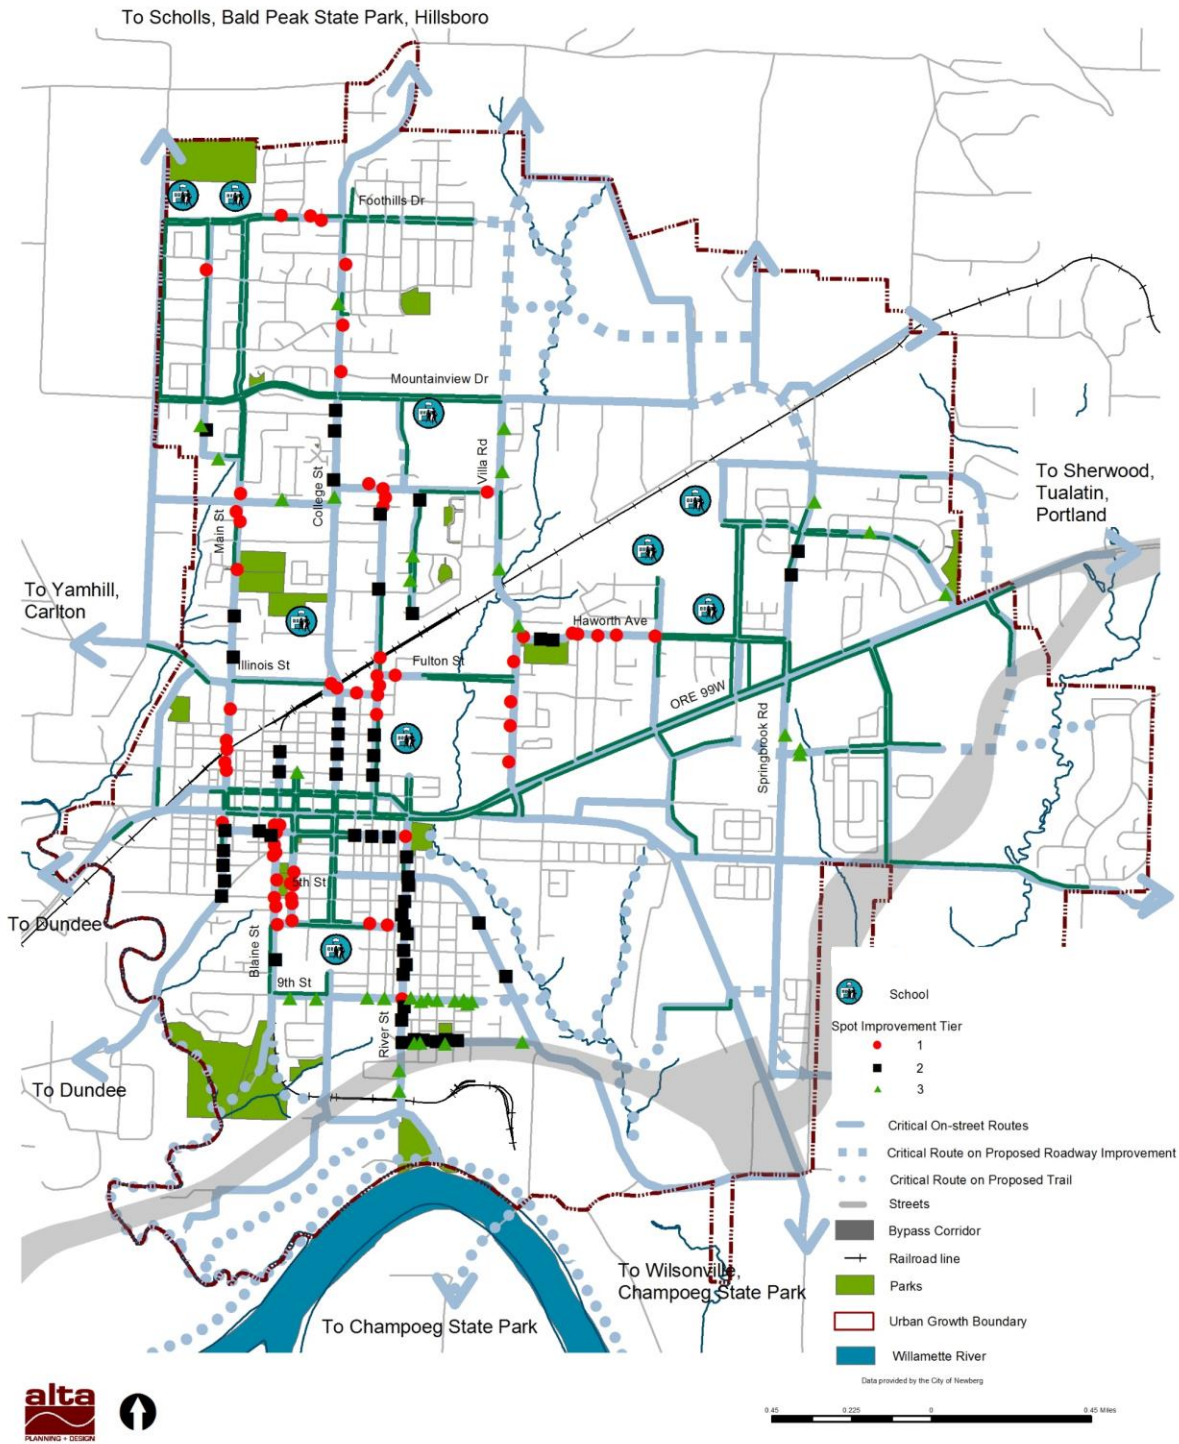 To Scholls, Bald Peak State Park, Hillsboro
Foothills Dr
Mountainview Dr
Villa Rd
College St
Main St
To Sherwood,
Tualatin,
Portland
To Yamhill,
Carlton
Haworth Ave
Illinois St
Fulton St
ORE 99W
Springbrook Rd
5th St
To Dundee
Blaine St
9th St
River St
To Dundee
School
Spot Improvement Tier
1
2
3
Critical On-street Routes
Critical Route on Proposed Roadway Improvement
Critical Route on Proposed Trail
Streets
Bypass Corridor
Railroad line
Parks
Urban Growth Boundary
Willamette River
To Wilsonville,
Champoeg State Park
To Champoeg State Park
Data provided by the City of Newberg
alta
PLANNING + DESIGN
0.45 0.225 0 0.45 Miles